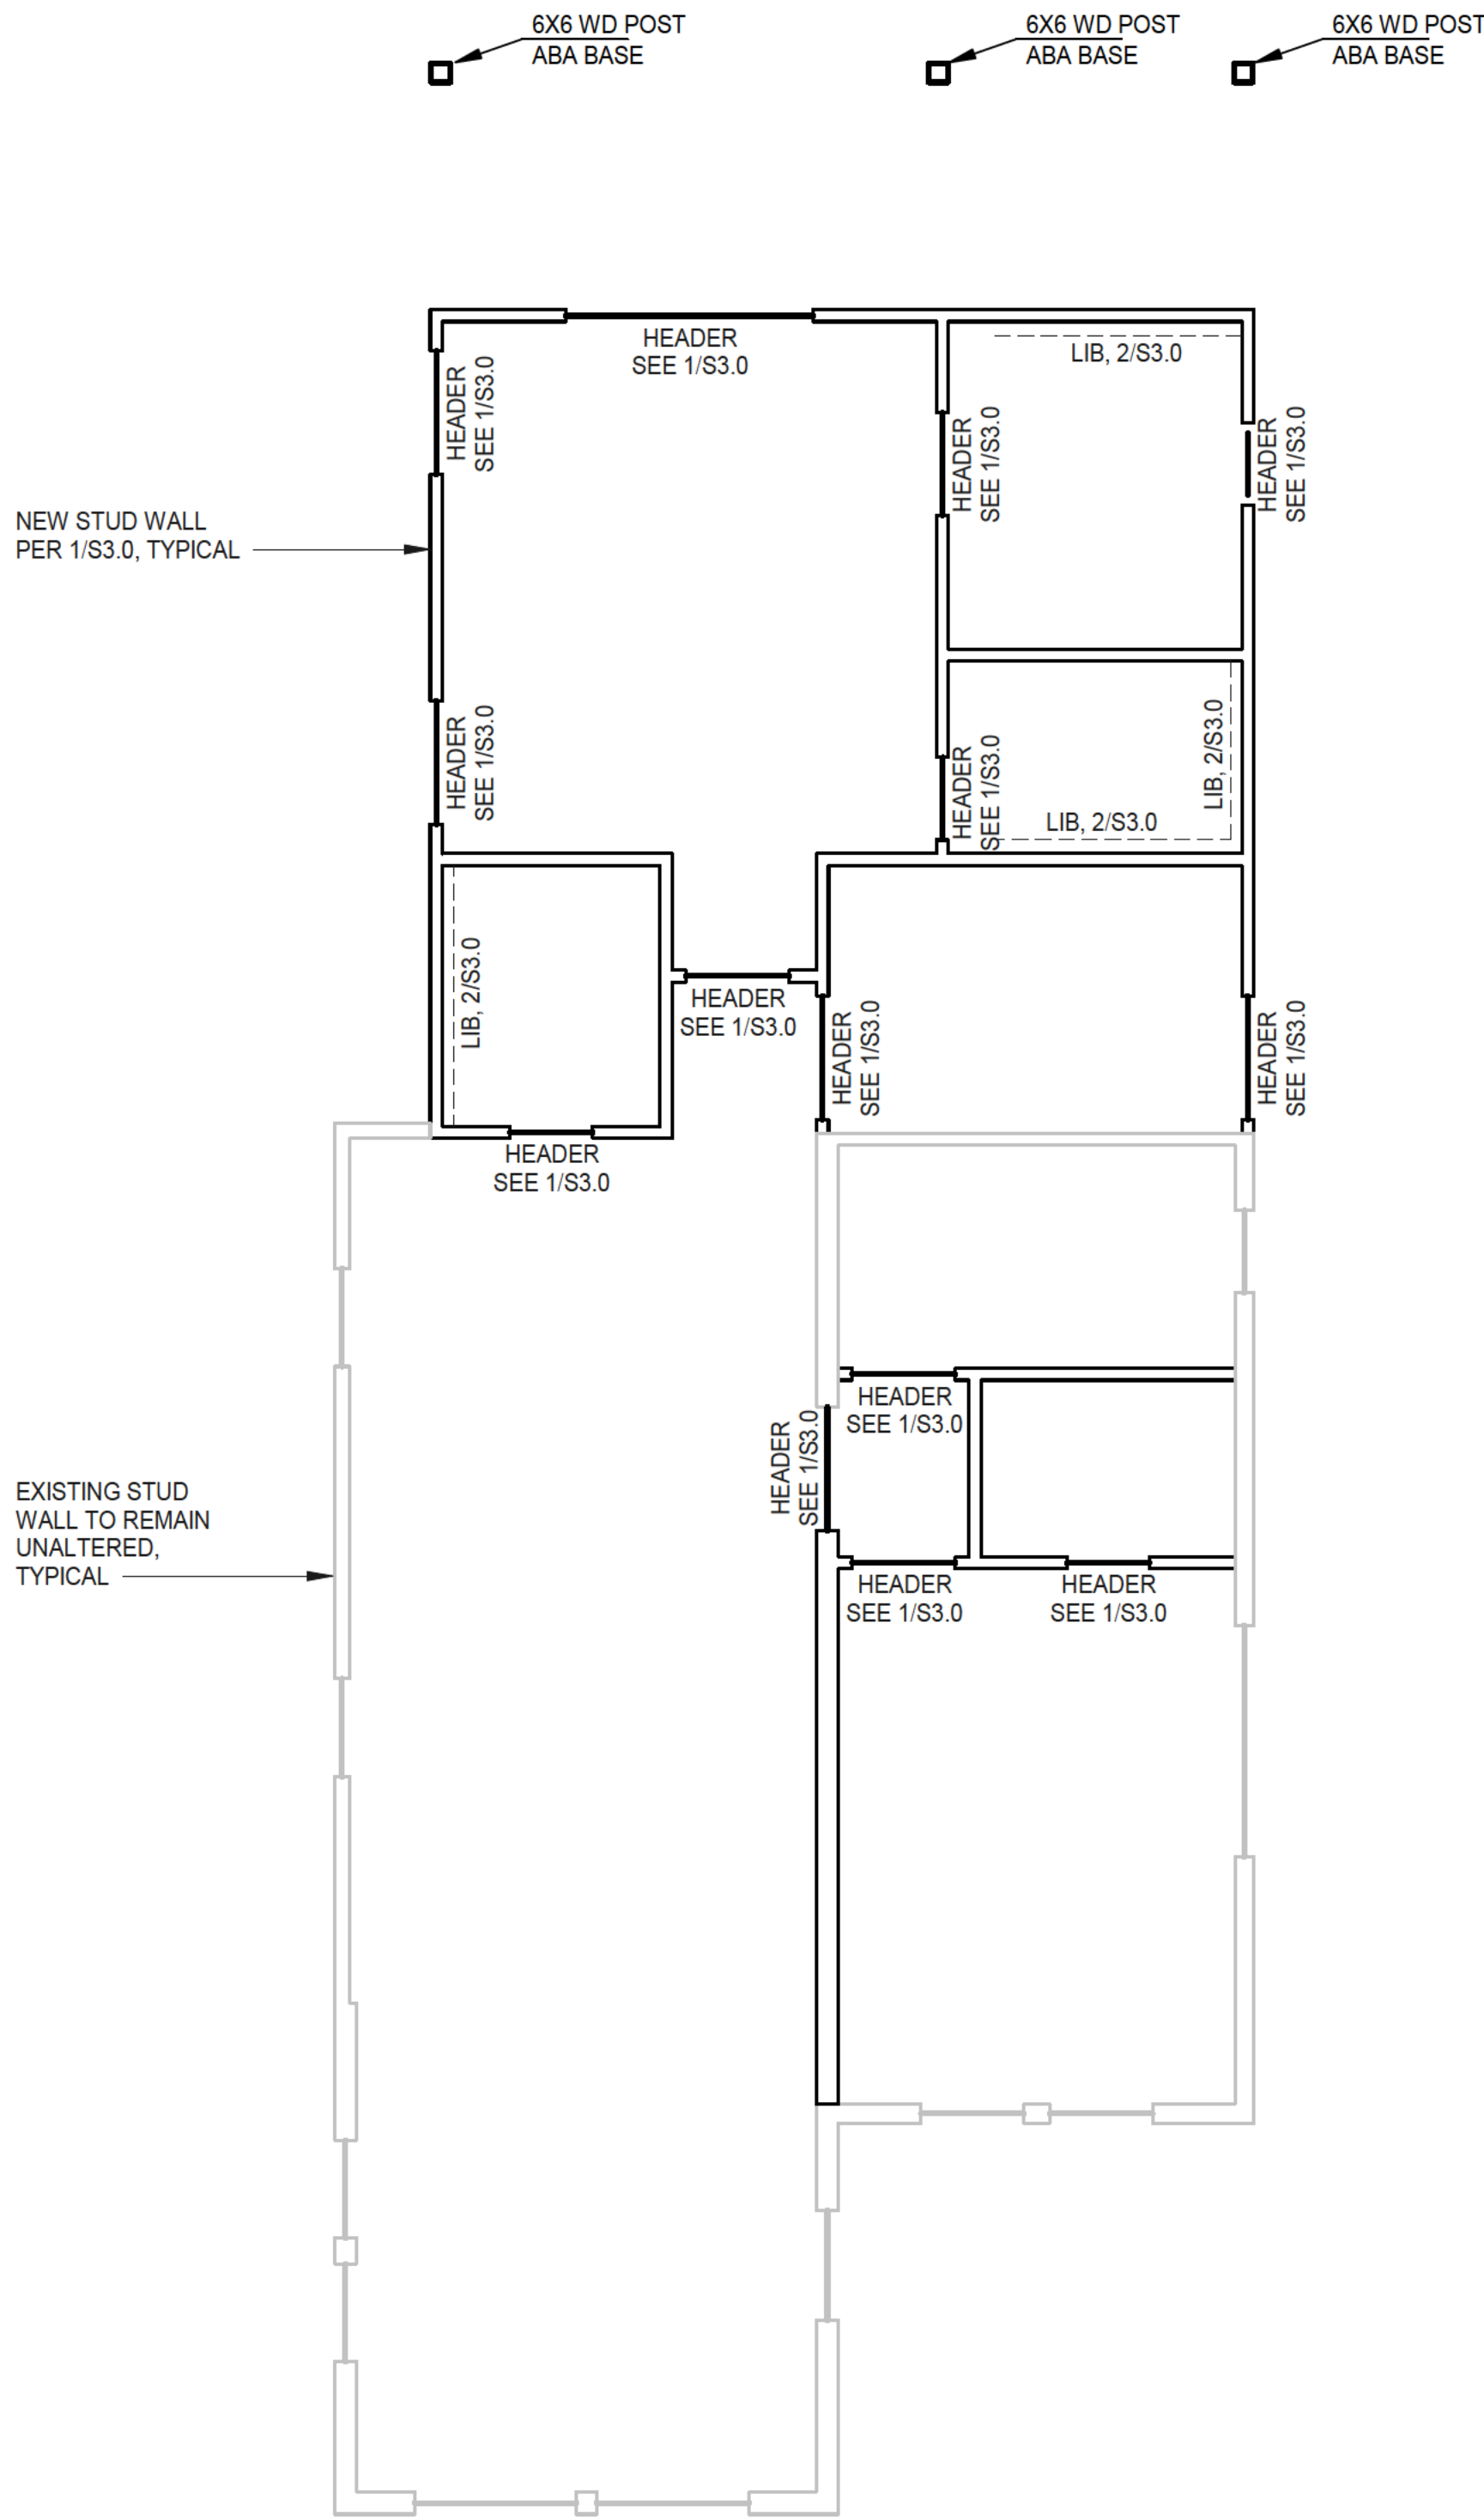 6X6 WD POST
ABA BASE
6X6 WD POST
ABA BASE
6X6 WD POST
ABA BASE
HEADER
SEE 1/S3.0
LIB, 2/S3.0
HEADER
SEE 1/S3.0
HEADER
SEE 1/S3.0
HEADER
SEE 1/S3.0
NEW STUD WALL
PER 1/S3.0, TYPICAL
HEADER
SEE 1/S3.0
HEADER
SEE 1/S3.0
LIB, 2/S3.0
LIB, 2/S3.0
LIB, 2/S3.0
HEADER
SEE 1/S3.0
HEADER
SEE 1/S3.0
HEADER
SEE 1/S3.0
HEADER
SEE 1/S3.0
HEADER
SEE 1/S3.0
HEADER
SEE 1/S3.0
EXISTING STUD
WALL TO REMAIN
UNALTERED,
TYPICAL
HEADER
SEE 1/S3.0
HEADER
SEE 1/S3.0